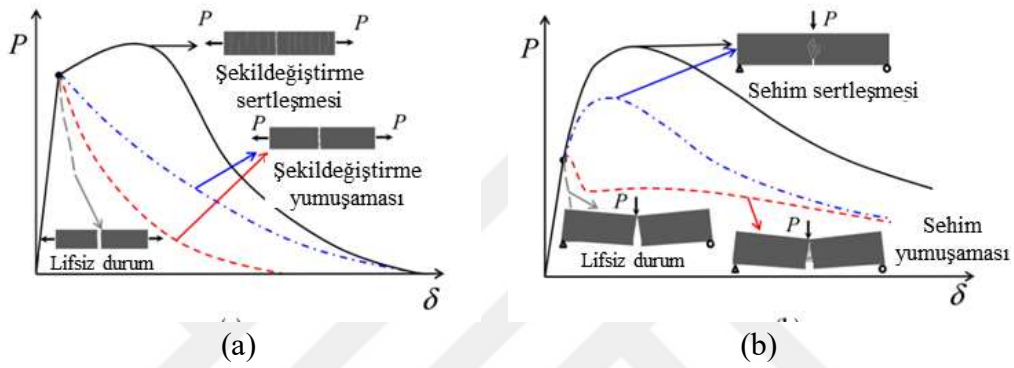 P
P
P
Şekildeğiştirme
sertleşmesi
P
P
Şekildeğiştirme
yumuşaması
Lifsiz durum
δ
(a)
P
P
Sehim sertleşmesi
P
P
Lifsiz durum
Sehim
yumuşaması
δ
(b)